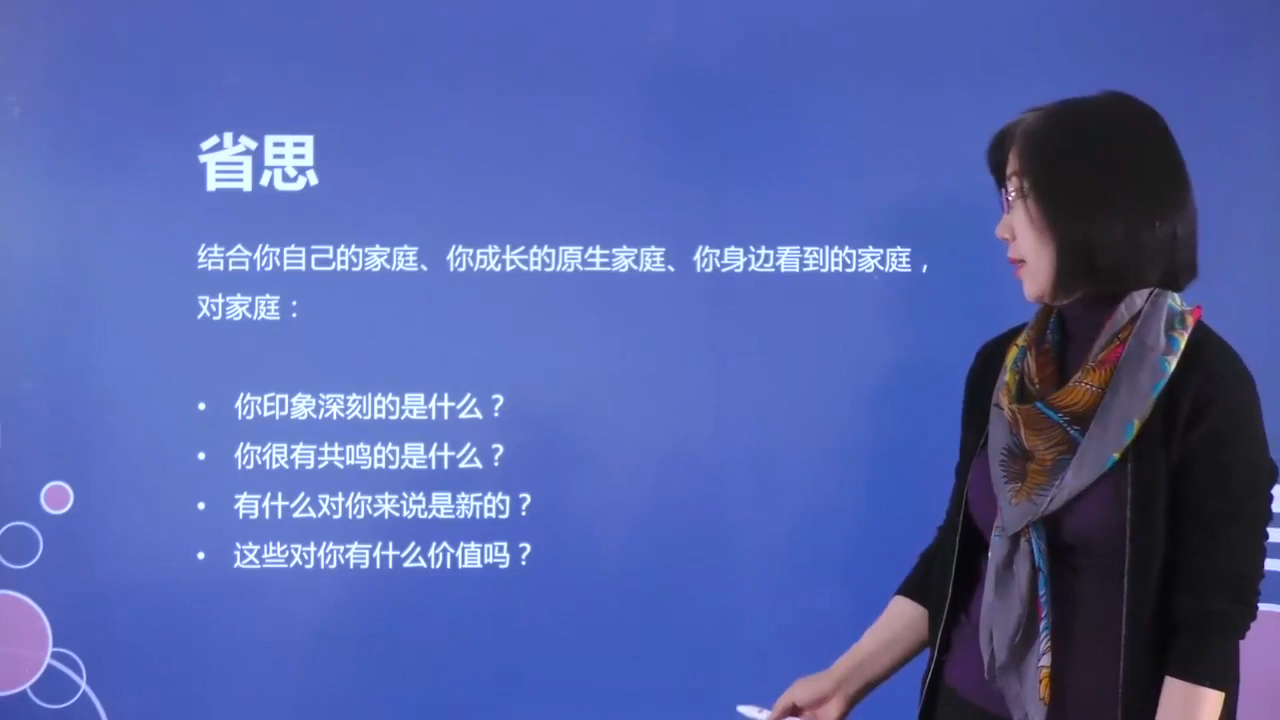 省思
结合你自己的家庭、你成长的原生家庭、你身边看到的家庭，
对家庭：
• 你印象深刻的是什么？
• 你很有共鸣的是什么？
• 有什么对你来说是新的？
• 这些对你有什么价值吗？